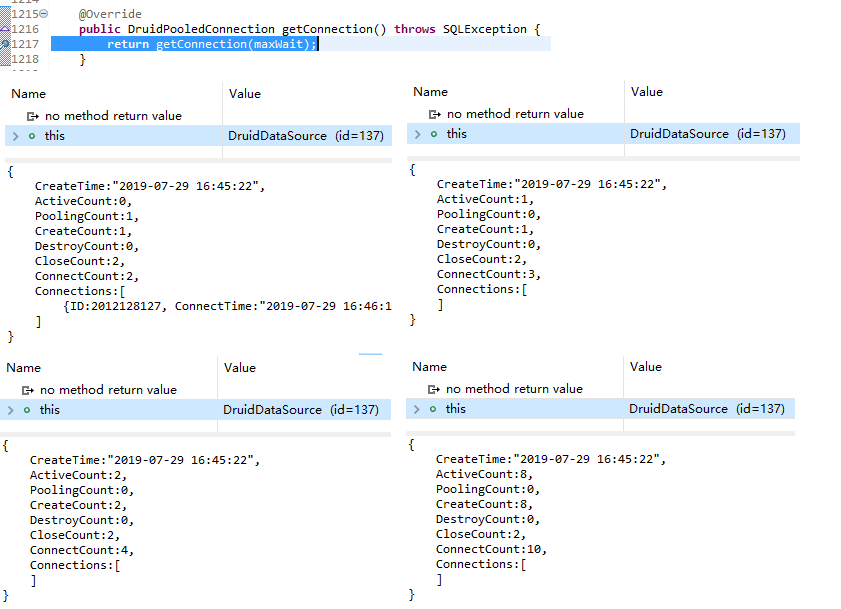 1215 @Override
1216 public DruidPooledConnection getConnection() throws SQLException {
1217 return getConnection(maxWait);
1218 }
Name Value
no method return value
this DruidDataSource (id=137)
{
CreateTime:"2019-07-29 16:45:22",
ActiveCount:0,
PoolingCount:1,
CreateCount:1,
DestroyCount:0,
CloseCount:2,
ConnectCount:2,
Connections:[
{ID:2012128127, ConnectTime:"2019-07-29 16:46:1
]
}
Name Value
no method return value
this DruidDataSource (id=137)
{
CreateTime:"2019-07-29 16:45:22",
ActiveCount:1,
PoolingCount:0,
CreateCount:1,
DestroyCount:0,
CloseCount:2,
ConnectCount:3,
Connections:[
]
}
Name Value
no method return value
this DruidDataSource (id=137)
{
CreateTime:"2019-07-29 16:45:22",
ActiveCount:2,
PoolingCount:0,
CreateCount:2,
DestroyCount:0,
CloseCount:2,
ConnectCount:4,
Connections:[
]
}
Name Value
no method return value
this DruidDataSource (id=137)
{
CreateTime:"2019-07-29 16:45:22",
ActiveCount:8,
PoolingCount:0,
CreateCount:8,
DestroyCount:0,
CloseCount:2,
ConnectCount:10,
Connections:[
]
}